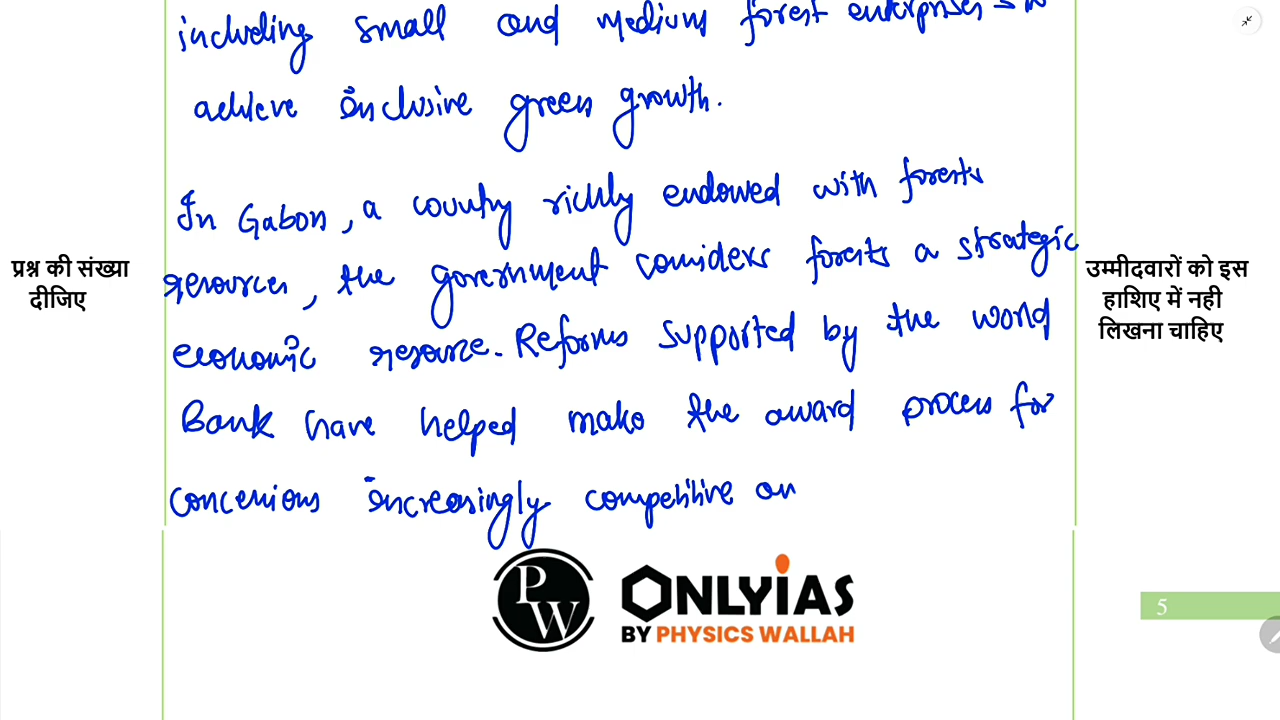 including small and medium forest enterprises
achieve inclusive green growth.
In Gabon, a country richly endowed with forests
resources, the government considers forests a strategic
economic resource. Reforms supported by the world
Bank have helped make the award process for
concessions increasingly competitive an
प्रश्न की संख्या
दीजिए
उम्मीदवारों को इस
हाशिए में नही
लिखना चाहिए
PW
ONLYIAS
BY PHYSICS WALLAH
5